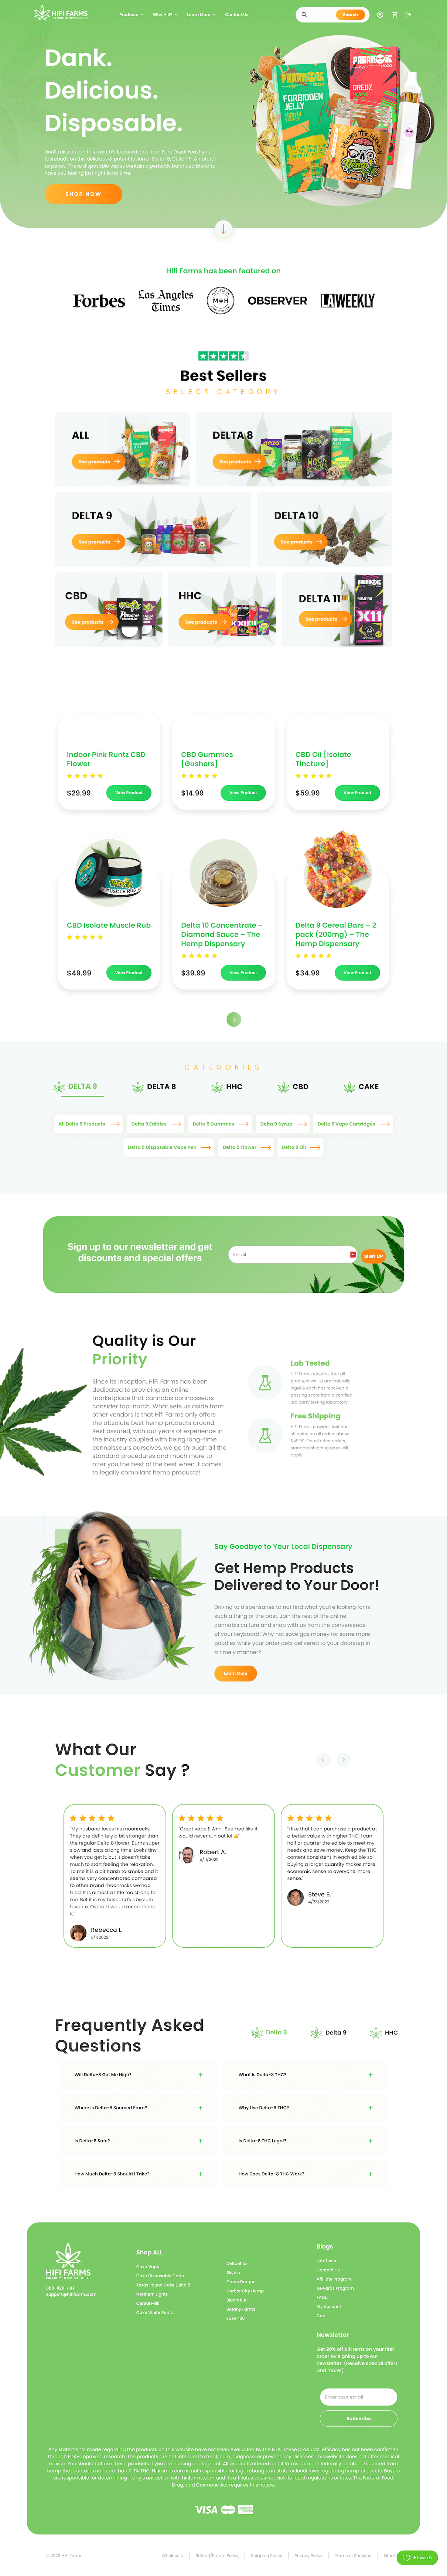 HIFI FARMS
PREMIUM HEMP PRODUCTS
Products
Why Hifi?
Learn More
Contact Us
Search
Dank.
Delicious.
Disposable.
Don't miss out on this month's featured pick from Pure Dank! Treat your
tastebuds on this delicious & potent fusion of Delta-8, Delta-10, & natural
terpenes. These disposable vapes contain a perfectly balanced blend to
have you feeling just right in no time!
SHOP NOW
Hifi Farms has been featured on
Forbes
Los Angeles Times
M H
OBSERVER
LA WEEKLY
Best Sellers
SELECT CATEGORY
ALL
See products
DELTA 8
See products
DELTA 9
See products
DELTA 10
See products
CBD
See products
HHC
See products
DELTA 11
See products
Indoor Pink Runtz CBD
Flower
$29.99
View Product
CBD Gummies
[Gushers]
$14.99
View Product
CBD Oil [Isolate
Tincture]
$59.99
View Product
CBD Isolate Muscle Rub
$49.99
View Product
Delta 10 Concentrate –
Diamond Sauce – The
Hemp Dispensary
$39.99
View Product
Delta 9 Cereal Bars – 2
pack (200mg) – The
Hemp Dispensary
$34.99
View Product
CATEGORIES
DELTA 9
DELTA 8
HHC
CBD
CAKE
All Delta 9 Products
Delta 9 Edibles
Delta 9 Gummies
Delta 9 Syrup
Delta 9 Vape Cartridges
Delta 9 Disposable Vape Pen
Delta 9 Flower
Delta 9 Oil
Sign up to our newsletter and get
discounts and special offers
Email
SIGN UP
Quality is Our
Priority
Since its inception, HiFi Farms has been
dedicated to providing an online
marketplace that cannabis connoisseurs
consider top-notch. What sets us apart from
other vendors is that HiFi Farms only offers
the absolute best hemp products around.
Rest assured, with our years of experience in
the industry coupled with being long-time
connoisseurs ourselves, we go through all the
standard procedures and much more to
offer you the best of the best when it comes
to legally compliant hemp products!
Lab Tested
HiFi Farms requires that all
products we list are federally
legal & each has received a
passing score from a certified
3rd party testing laboratory.
Free Shipping
HiFi Farms provides fast free
shipping on all orders above
$49.99. For all other orders,
standard shipping rates will
apply.
Say Goodbye to Your Local Dispensary
Get Hemp Products
Delivered to Your Door!
Driving to dispensaries to not find what you're looking for is
such a thing of the past. Join the rest of the online
cannabis culture and shop with us from the convenience
of your keyboard! Why not save gas money for some more
goodies while your order gets delivered to your doorstep in
a timely manner?
Learn More
What Our
Customer Say ?
"My husband loves his moonrocks.
They are definitely a bit stronger than
the regular Delta 8 flower. Burns super
slow and lasts a long time. Looks tiny
when you get it, but it doesn't take
much to start feeling the relaxation.
To me it is a bit harsh to smoke and it
seems very concentrated compared
to other brand moonrocks we had
tried. It is almost a little too strong for
me. But it is my husband's absolute
favorite. Overall I would recommend
it."
Rebecca L.
3/1/2022
"Great vape !! A++.. Seemed like it
would never run out lol 👍"
Robert A.
5/11/2022
"I like that I can purchase a product at
a better value with higher THC. I can
half or quarter the edible to meet my
needs and save money. Keep the THC
content consistent in each edible so
buying a larger quantity makes more
economic sense to everyone. more
sense."
Steve S.
4/23/2022
Frequently Asked
Questions
Delta 8
Delta 9
HHC
Will Delta-8 Get Me High?
What Is Delta-8 THC?
Where Is Delta-8 Sourced From?
Why Use Delta-8 THC?
Is Delta-8 Safe?
Is Delta-8 THC Legal?
How Much Delta-8 Should I Take?
How Does Delta-8 THC Work?
HIFI FARMS
PREMIUM HEMP PRODUCTS
support@hififarms.com
Shop ALL
Cake Vape
Cake Disposable Carts
Texas Pound Cake Delta 8
Northern Lights
Cereal Milk
Cake White Runtz
Deltaeffex
Skyhio
Green Dragon
Harbor City Hemp
Bloomble
Botany Farms
Exae 420
Blogs
Lab Tests
Contact Us
Affiliate Program
Rewards Program
FAQs
My Account
Cart
Newsletter
Get 20% off all items on your first
order by signing up to our
newsletter. (Receive special offers
and more!)
Enter your email
Subscribe
Any statements made regarding the products on this website have not been evaluated by the FDA. These products' efficacy has not been confirmed
through FDA-approved research. The products are not intended to treat, cure, diagnose, or prevent any diseases. This website does not offer medical
advice. You should not use these products if you are nursing or pregnant. All products offered on hififarms.com are federally legal & derived from
hemp that contains no more than 0.3% THC. Hififarms.com is not responsible for legal changes in state or local laws regarding hemp products. Buyers
are responsible for determining if any transaction with hififarms.com and details above does not violate local regulations or laws. The Federal Food,
Drug, and Cosmetic Act requires this notice.
VISA
© 2023 HiFi Farms
Wholesale
Refund/Return Policy
Shipping Policy
Privacy Policy
Terms of Services
Rewards